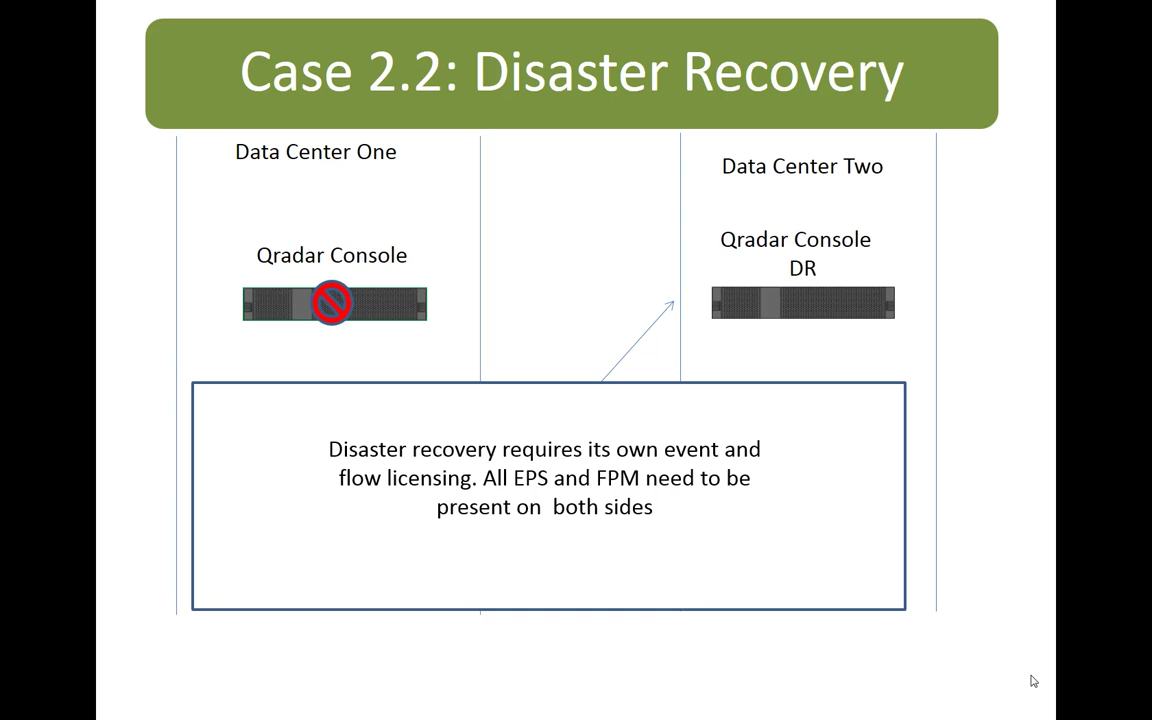 Case 2.2: Disaster Recovery
Data Center One
Data Center Two
Qradar Console
Qradar Console
DR
Disaster recovery requires its own event and
flow licensing. All EPS and FPM need to be
present on  both sides